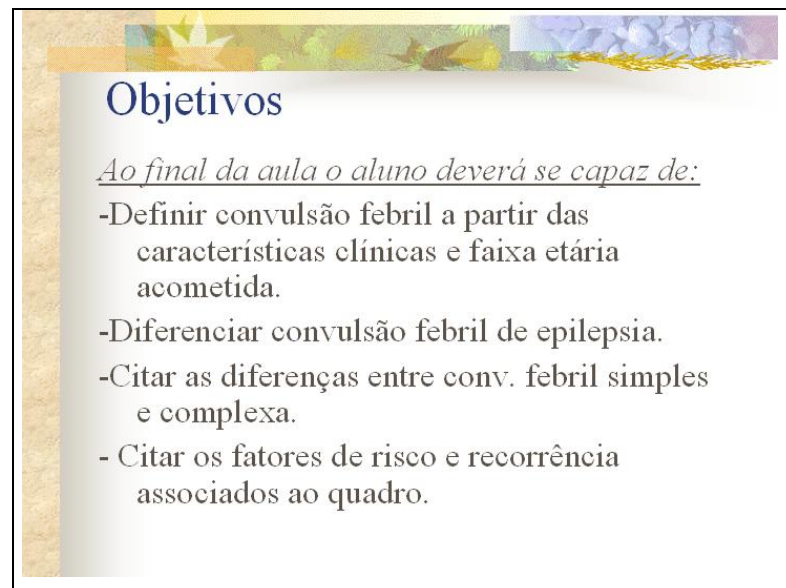 Objetivos
Ao final da aula o aluno deverá se capaz de:
-Definir convulsão febril a partir das
características clínicas e faixa etária
acometida.
-Diferenciar convulsão febril de epilepsia.
-Citar as diferenças entre conv. febril simples
e complexa.
- Citar os fatores de risco e recorrência
associados ao quadro.